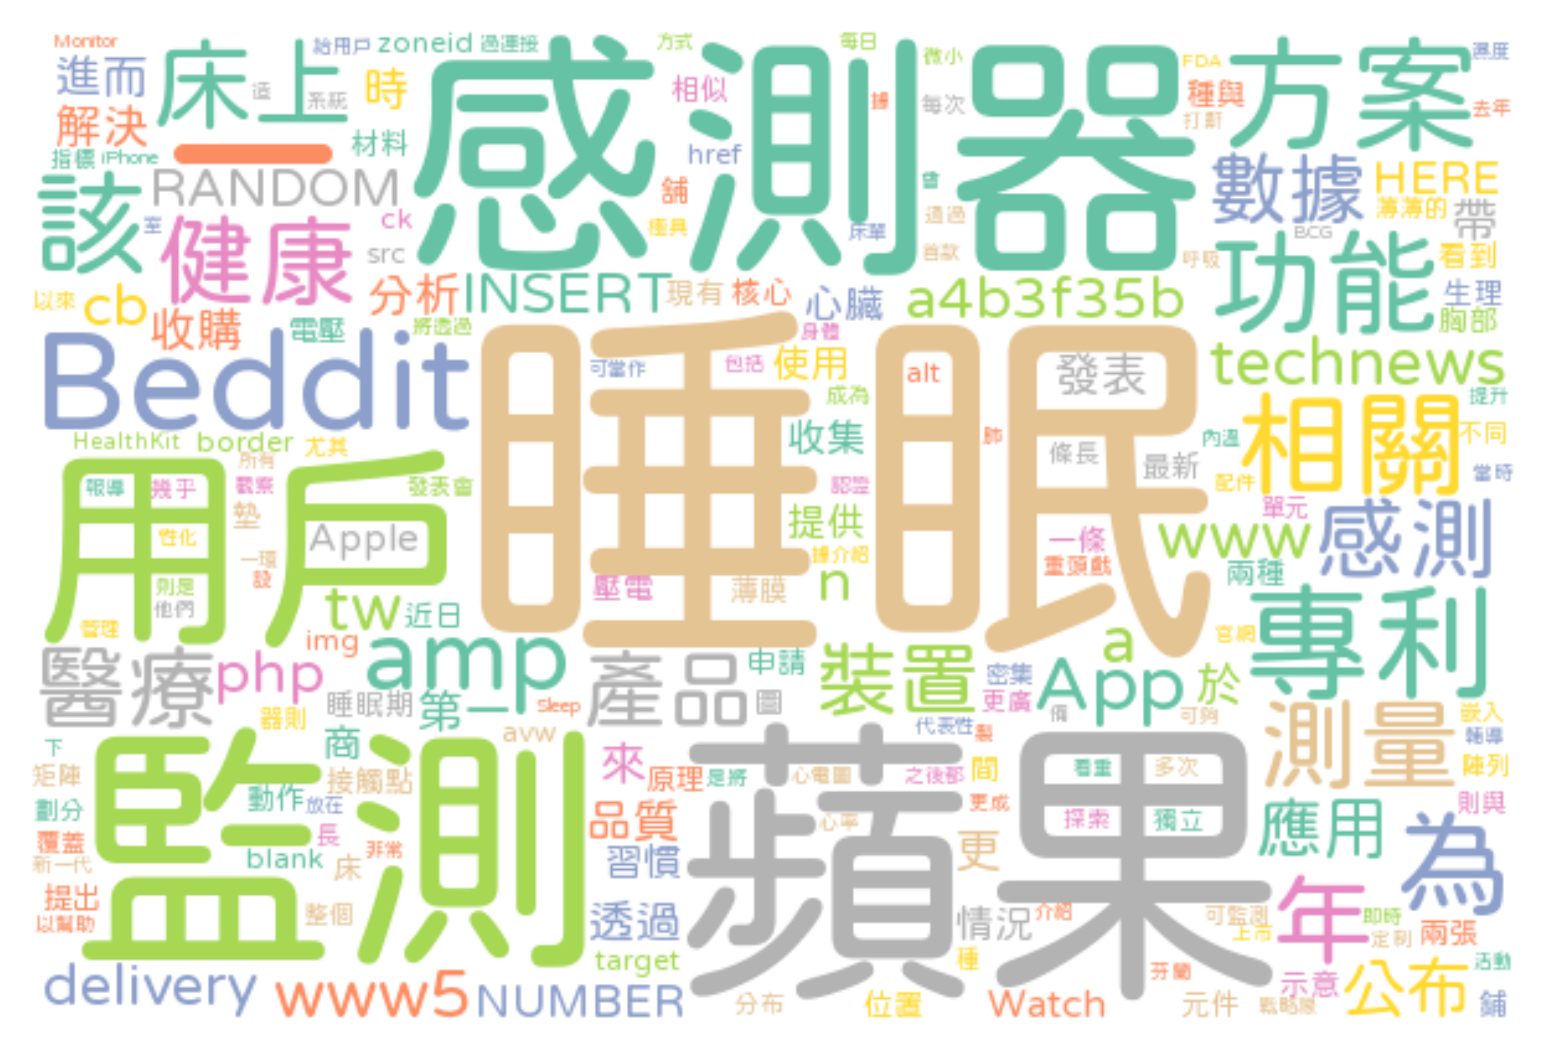 Monitor
床上
給用戶
zoneid
過連接
感測器
方式
每日
微小
FDA
方案
濕度
進而
造
系統
時
相似
據
每次
種與
打鼾
去年
解決
一
材料
href
指標
iPhone
該
RANDOM
舖
曾
數據
HERE
薄薄的
帶
室
健康
ck
極具
通過
床單
BCG
src
首款
呼吸
功能
看到
以來
cb
分析
INSERT
現有
核心
心臟
a4b3f35b
生理
收購
電壓
將透過
身體
胸部
Beddit
睡眠
可當作
包括
使用
alt
發表
technews
成為
提升
HealthKit
border
尤其
收集
肺
條長
內溫
相關
不同
用戶
所有
最新
當時
報導
幾乎
觀察
發表會
認證
配件
墊
單元
性化
Apple
提供
一條
www
感測
一環
據介紹
重頭戲
兩種
則是
設
壓電
薄膜
n
他們
tw
近日
專利
管理
img
amp
a
官網
醫療
php
產品
申請
裝置
密集
App
於
睡眠期
第一
Sleep
圖
更廣
價
可夠
測量
嵌入
器則
avw
代表性
製
輔導
下
監測
商
蘋果
來
原理
是將
心電圖
之後都
間
看重
多次
陣列
矩陣
接觸點
動作
放在
更成
則與
劃分
品質
心率
探索
獨立
應用
為
覆蓋
長
非常
新一代
blank
床
習慣
更
提出
整個
透過
情況
介紹
可監測
年
即時
以幫助
上市
定制
兩張
target
種
芬蘭
活動
delivery
www5
NUMBER
分布
位置
Watch
元件
戰略層
示意
公布
鋪